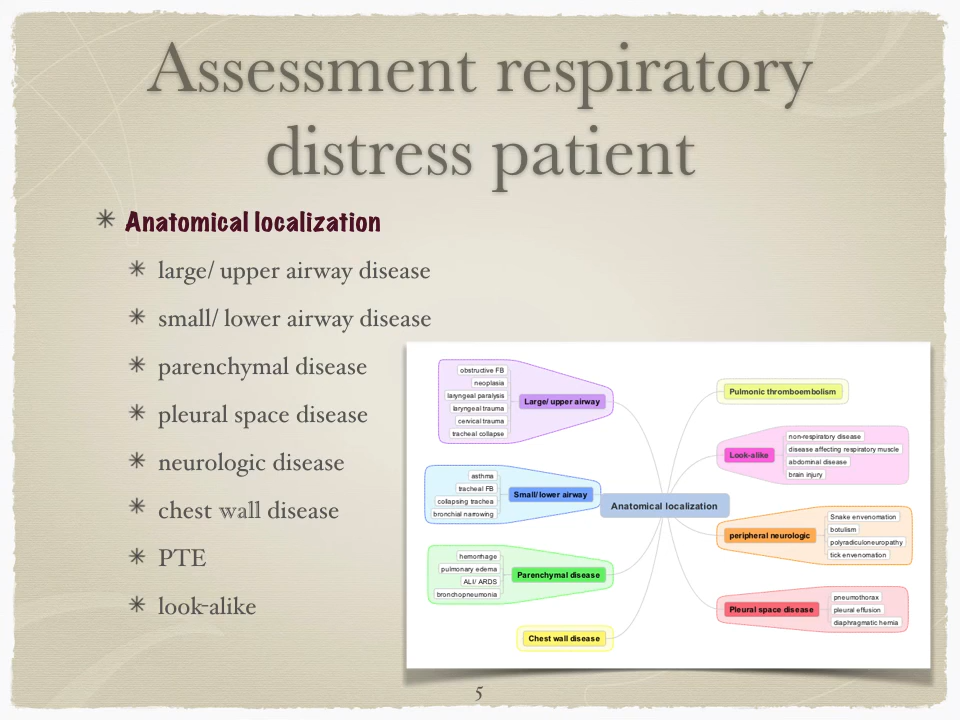 Assessment respiratory
distress patient
Anatomical localization
large/ upper airway disease
small/ lower airway disease
parenchymal disease
pleural space disease
neurologic disease
chest wall disease
PTE
look-alike
obstructive FB
neoplasia
laryngeal paralysis
laryngeal trauma
cervical trauma
tracheal collapse
Large/ upper airway
asthma
tracheal FB
collapsing trachea
bronchial narrowing
Small/ lower airway
hemorrhage
pulmonary edema
ALI/ ARDS
bronchopneumonia
Parenchymal disease
Chest wall disease
Anatomical localization
Pulmonic thromboembolism
Look-alike
non-respiratory disease
disease affecting respiratory muscle
abdominal disease
brain injury
peripheral neurologic
Snake envenomation
botulism
polyradiculoneuropathy
tick envenomation
Pleural space disease
pneumothorax
pleural effusion
diaphragmatic hernia
5